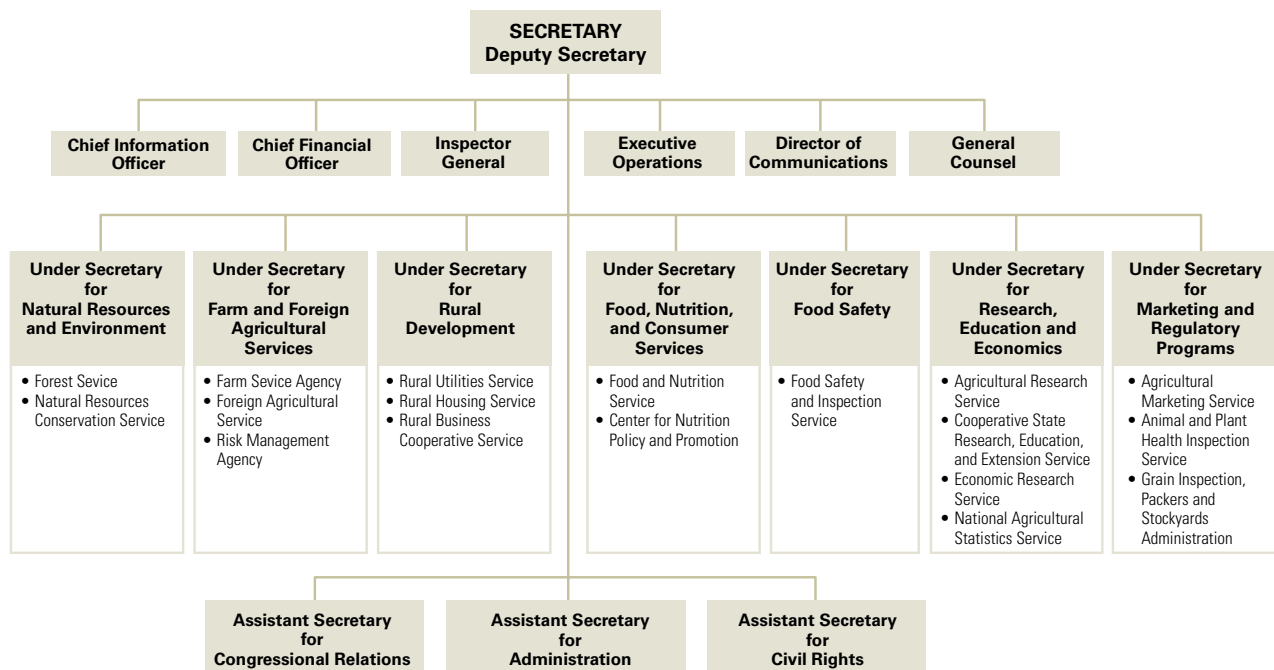 SECRETARY
Deputy Secretary
Chief Information
Officer
Chief Financial
Officer
Inspector
General
Executive
Operations
Director of
Communications
General
Counsel
Under Secretary
for
Natural Resources
and Environment
• Forest Sevice
• Natural Resources
Conservation Service
Under Secretary
for
Farm and Foreign
Agricultural
Services
• Farm Sevice Agency
• Foreign Agricultural
Service
• Risk Management
Agency
Under Secretary
for
Rural
Development
• Rural Utilities Service
• Rural Housing Service
• Rural Business
Cooperative Service
Under Secretary
for
Food, Nutrition,
and Consumer
Services
• Food and Nutrition
Service
• Center for Nutrition
Policy and Promotion
Under Secretary
for
Food Safety
• Food Safety
and Inspection
Service
Under Secretary
for
Research,
Education and
Economics
• Agricultural Research
Service
• Cooperative State
Research, Education,
and Extension Service
• Economic Research
Service
• National Agricultural
Statistics Service
Under Secretary
for
Marketing and
Regulatory
Programs
• Agricultural
Marketing Service
• Animal and Plant
Health Inspection
Service
• Grain Inspection,
Packers and
Stockyards
Administration
Assistant Secretary
for
Congressional Relations
Assistant Secretary
for
Administration
Assistant Secretary
for
Civil Rights